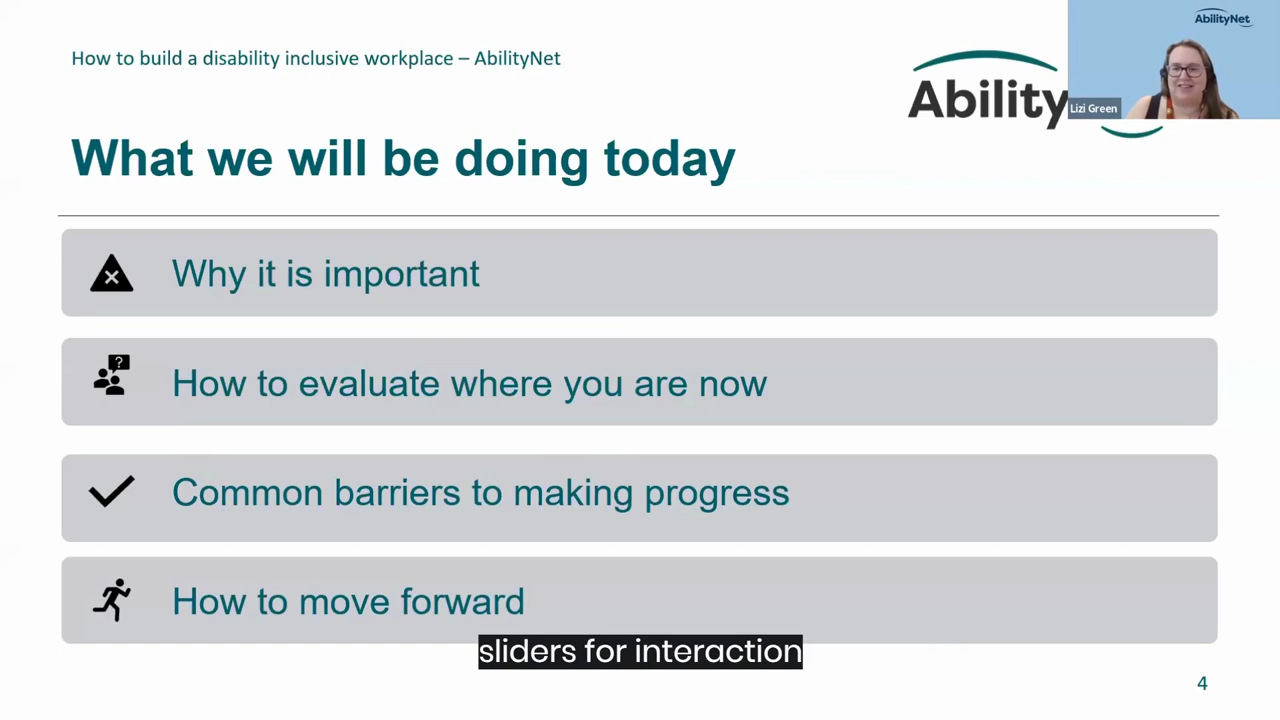 How to build a disability inclusive workplace – AbilityNet
AbilityNet
Ability
Lizi Green
What we will be doing today
Why it is important
?
How to evaluate where you are now
Common barriers to making progress
How to move forward
sliders for interaction
4